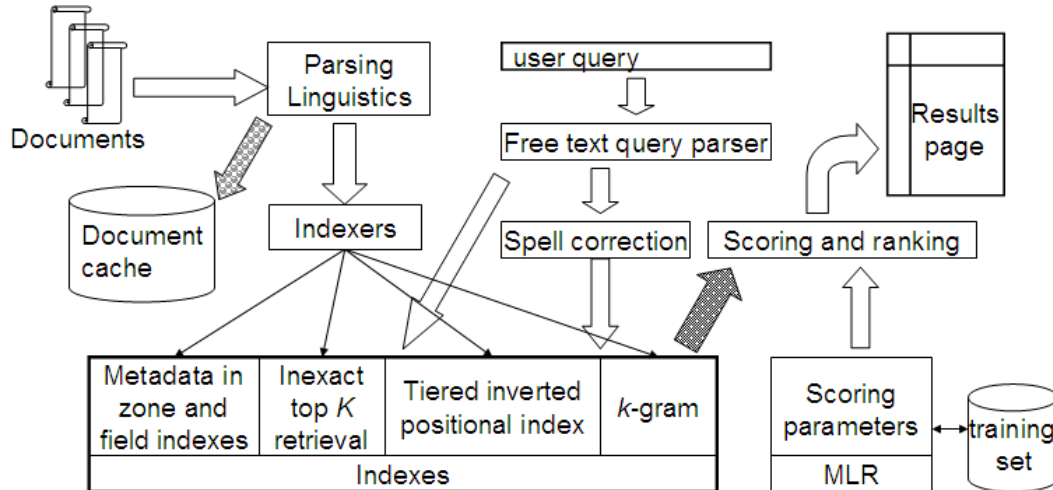 Documents
Parsing
Linguistics
user query
Free text query parser
Results
page
Document
cache
Indexers
Spell correction
Scoring and ranking
Metadata in
zone and
field indexes
Inexact
top K
retrieval
Tiered inverted
positional index
k-gram
Indexes
Scoring
parameters
MLR
training
set